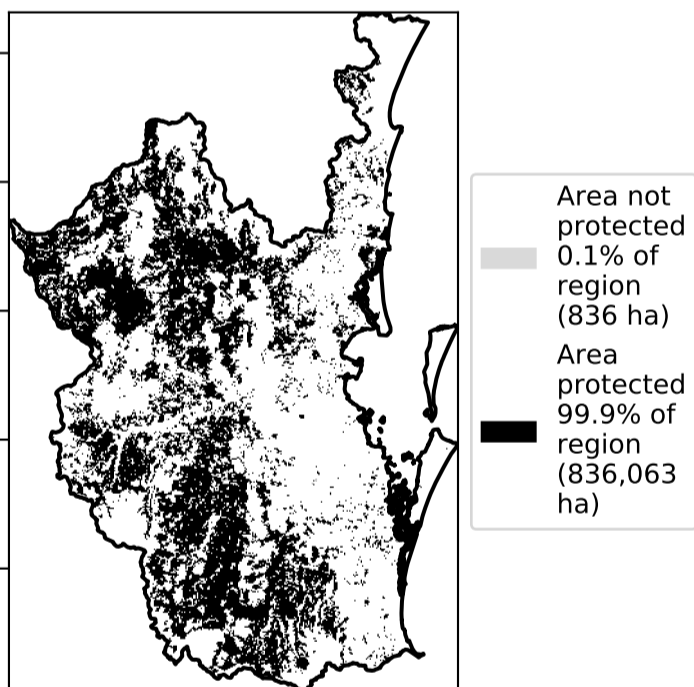 Area not
protected
0.1% of
region
(836 ha)
Area
protected
99.9% of
region
(836,063
ha)